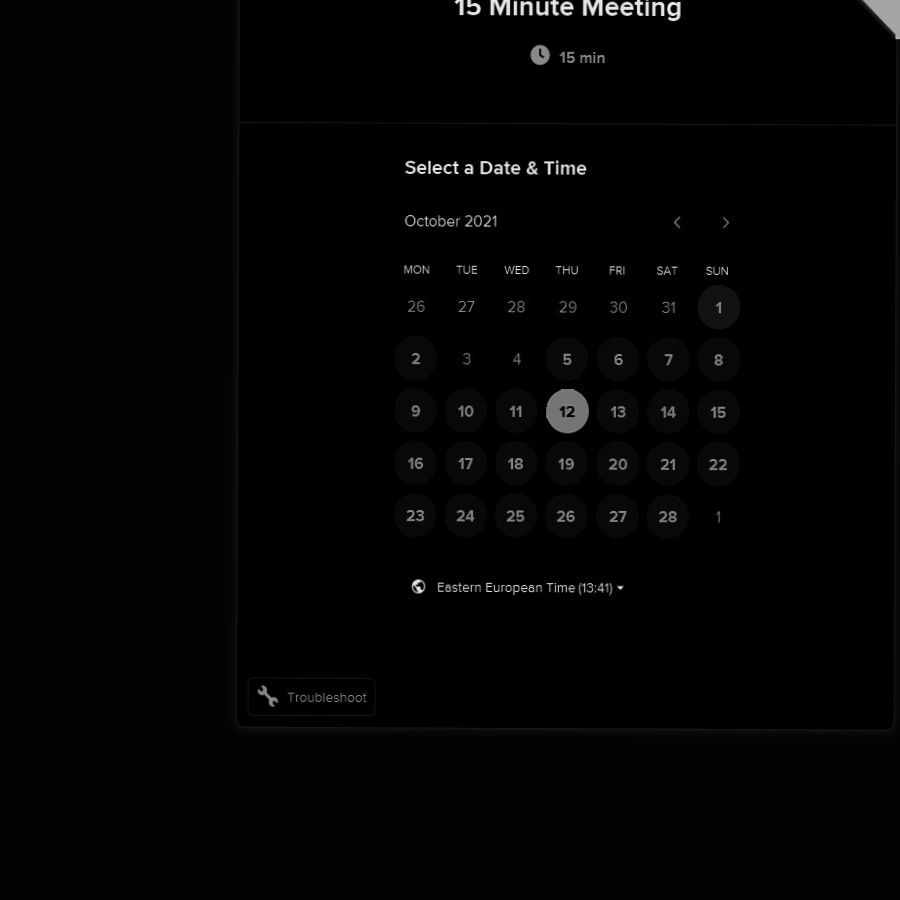 15 Minute Meeting
15 min
Select a Date & Time
October 2021
MON TUE WED THU FRI SAT SUN
26 27 28 29 30 31 1
2 3 4 5 6 7 8
9 10 11 12 13 14 15
16 17 18 19 20 21 22
23 24 25 26 27 28 1
Eastern European Time (13:41)
Troubleshoot